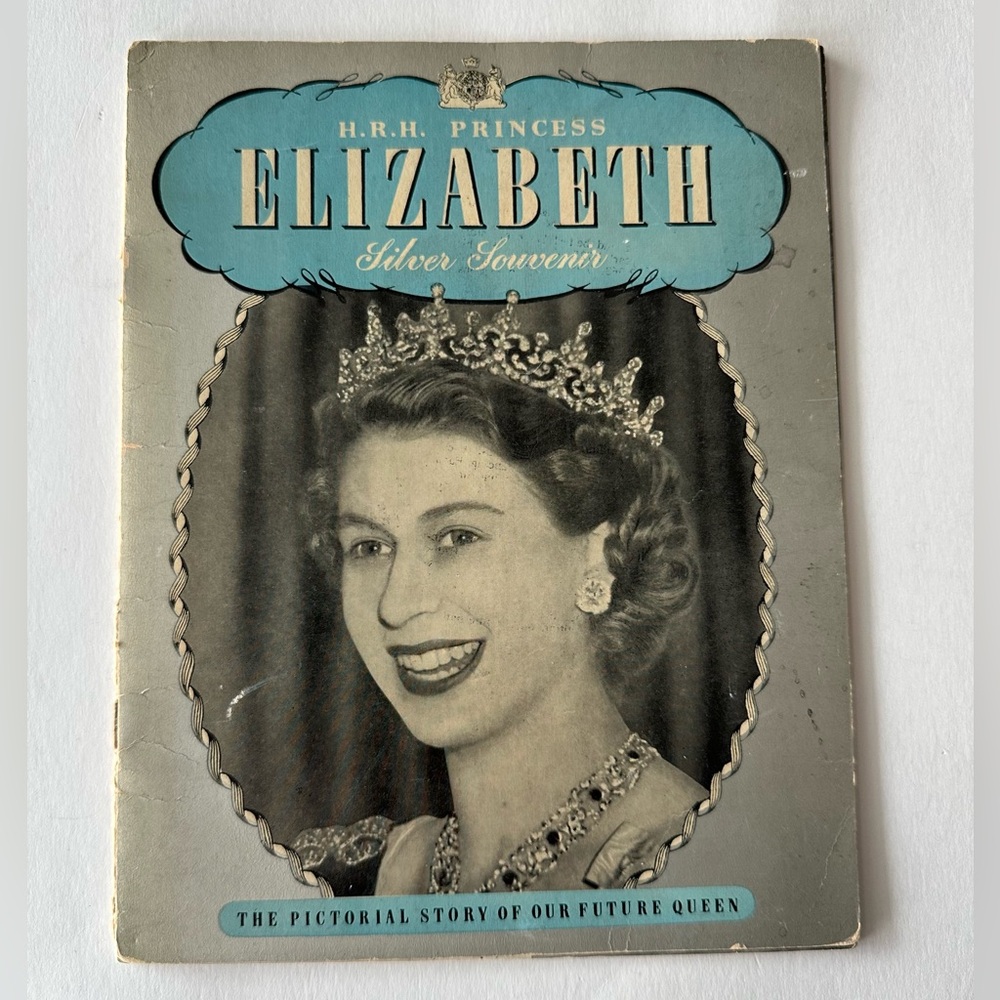 H.R.H. PRINCESS
ELIZABETH
Silver Souvenir
THE PICTORIAL STORY OF OUR FUTURE QUEEN